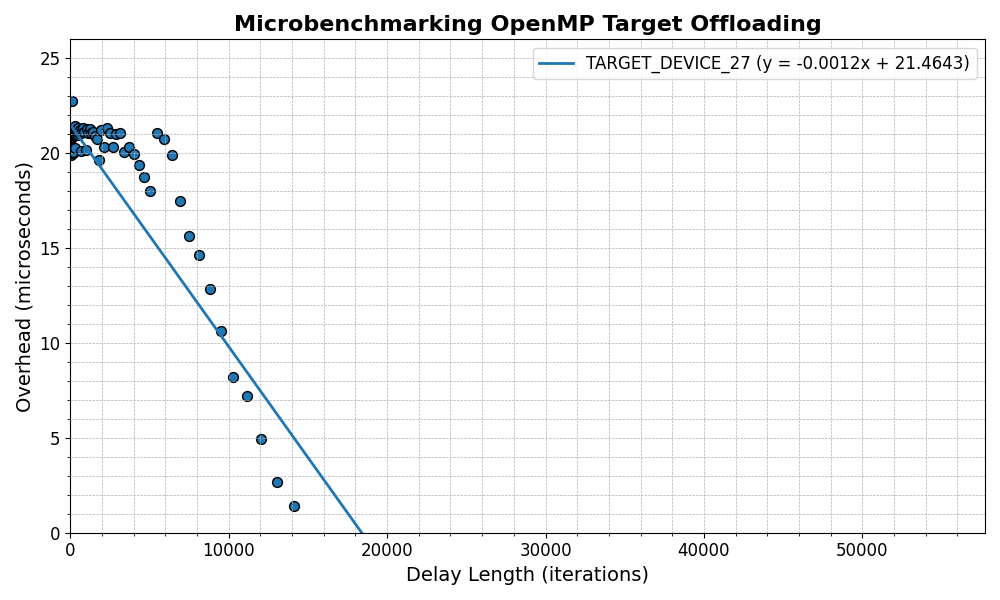 Microbenchmarking OpenMP Target Offloading
TARGET_DEVICE_27 (y = -0.0012x + 21.4643)
Overhead (microseconds)
25
20
15
10
5
0
0 10000 20000 30000 40000 50000
Delay Length (iterations)